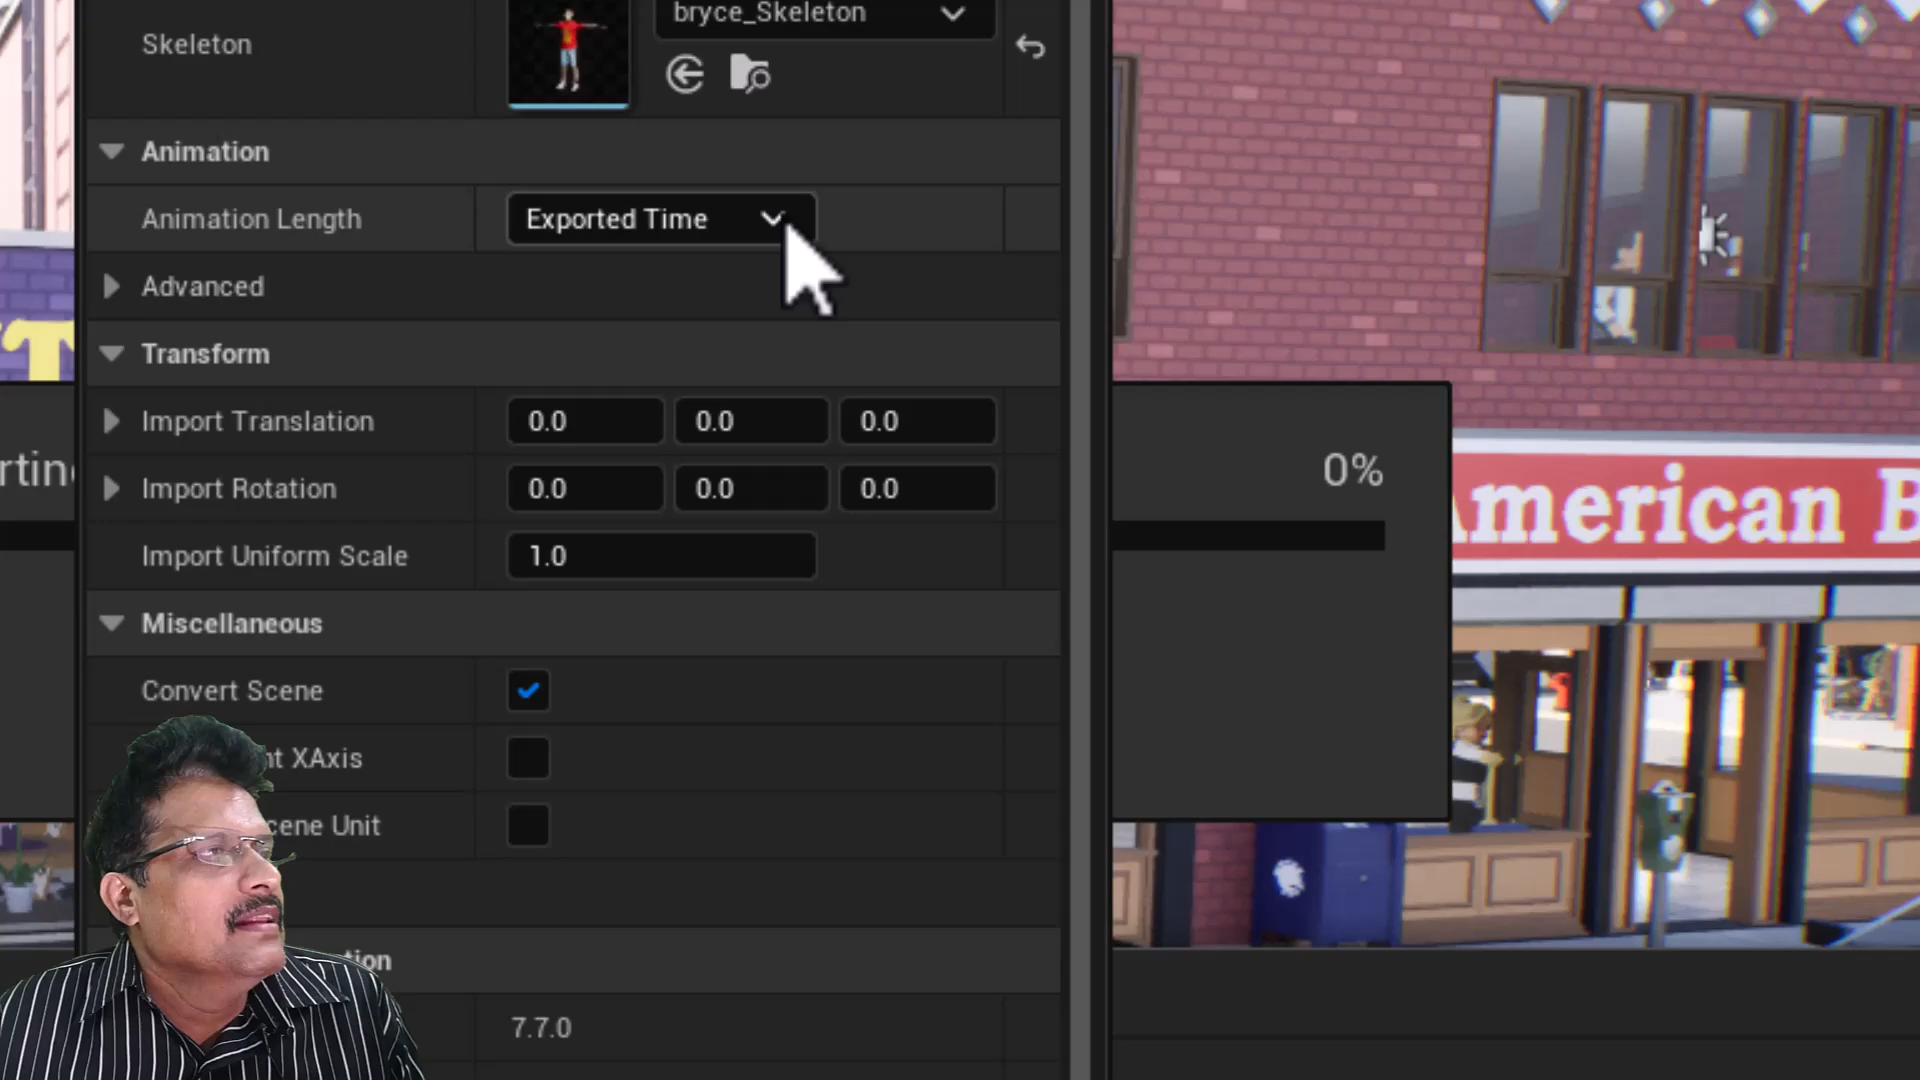 bryce_Skeleton
Skeleton
Animation
Animation Length
Exported Time
Advanced
Transform
Import Translation
0.0
0.0
0.0
Import Rotation
0.0
0.0
0.0
Import Uniform Scale
1.0
Miscellaneous
Convert Scene
nt XAxis
cene Unit
tion
7.7.0
rtin
0%
American B
T